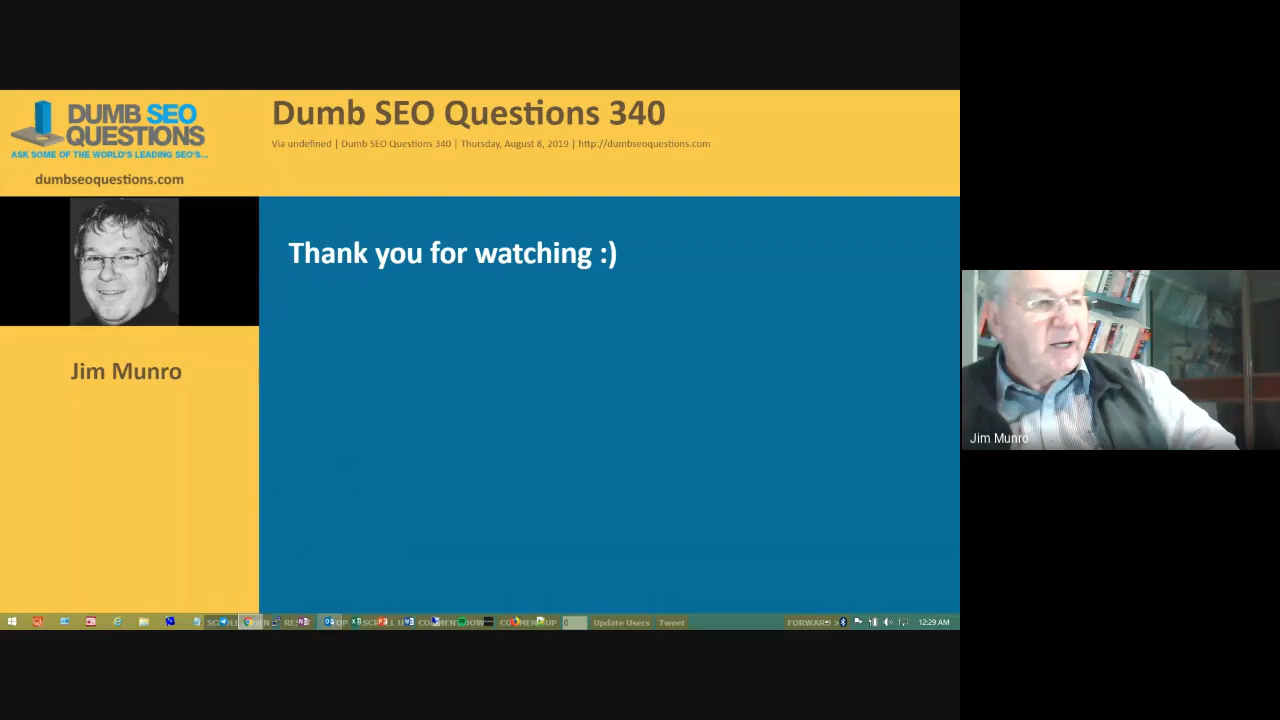 DUMB SEO
QUESTIONS
ASK SOME OF THE WORLD'S LEADING SEO'S...
dumbseoquestions.com
Dumb SEO Questions 340
Via undefined | Dumb SEO Questions 340 | Thursday, August 8, 2019 | http://dumbseoquestions.com
Jim Munro
Thank you for watching :)
Jim Munro
Update Users Tweet FORWARD > 12:29 AM